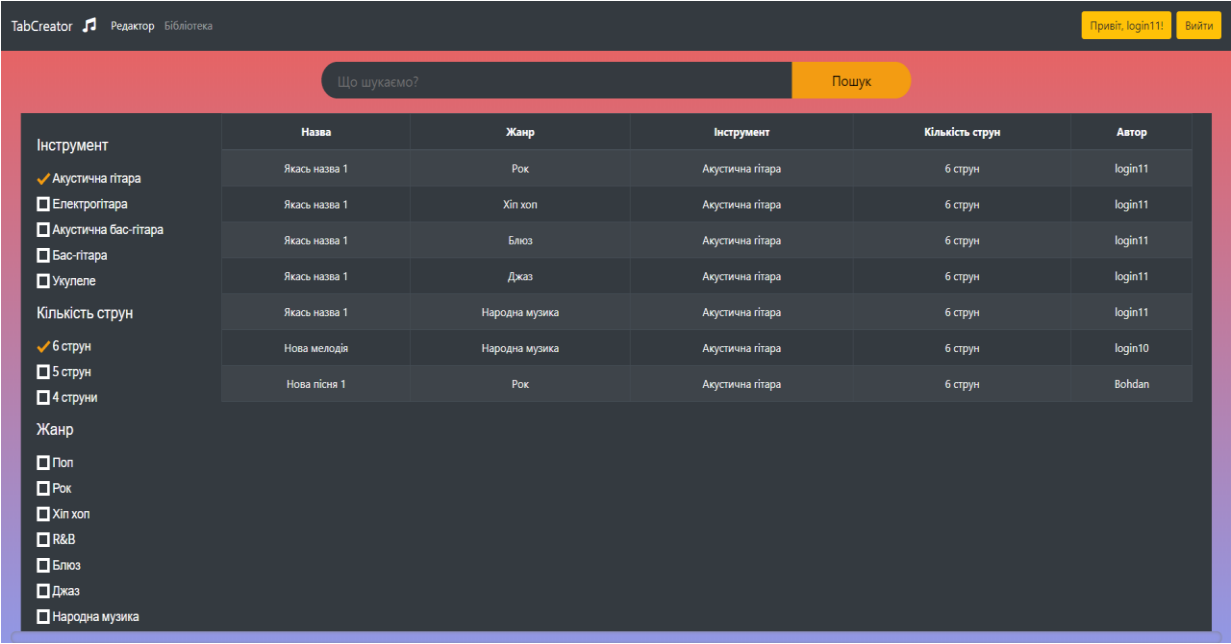 TabCreator Редактор Бібліотека Привіт, login11! Вийти
Що шукаємо? Пошук
Інструмент
Акустична гітара
Електрогітара
Акустична бас-гітара
Бас-гітара
Укулеле
Кількість струн
6 струн
5 струн
4 струни
Жанр
Поп
Рок
Хіп хоп
R&B
Блюз
Джаз
Народна музика
Назва Жанр Інструмент Кількість струн Автор
Якась назва 1 Рок Акустична гітара 6 струн login11
Якась назва 1 Хіп хоп Акустична гітара 6 струн login11
Якась назва 1 Блюз Акустична гітара 6 струн login11
Якась назва 1 Джаз Акустична гітара 6 струн login11
Якась назва 1 Народна музика Акустична гітара 6 струн login11
Нова мелодія Народна музика Акустична гітара 6 струн login10
Нова пісня 1 Рок Акустична гітара 6 струн Bohdan